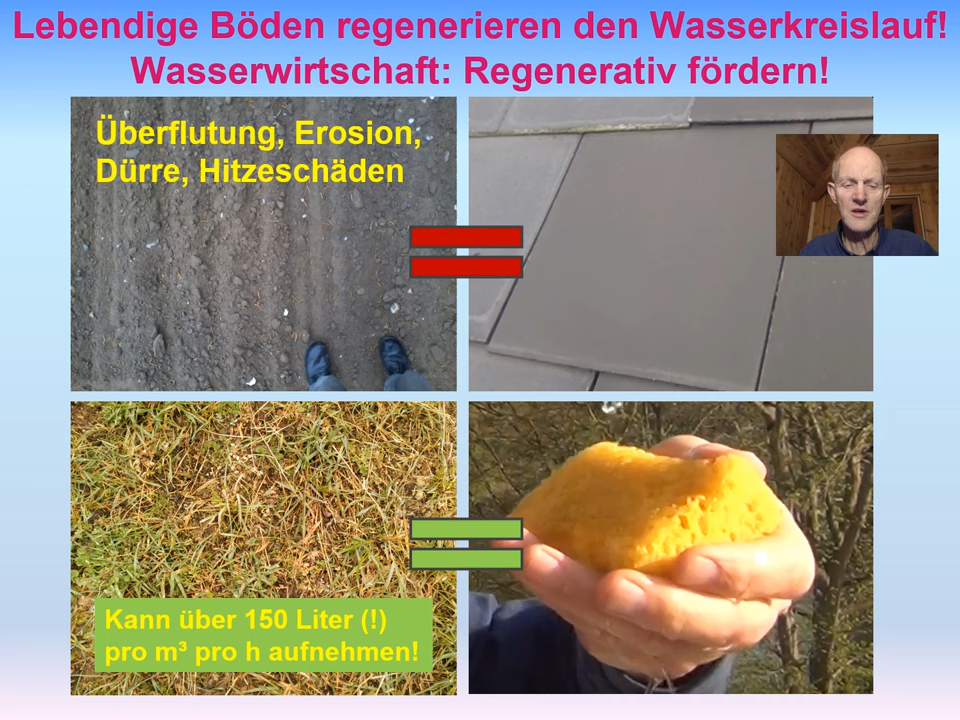 Lebendige Böden regenerieren den Wasserkreislauf!
Wasserwirtschaft: Regenerativ fördern!
Überflutung, Erosion,
Dürre, Hitzeschäden
Kann über 150 Liter (!)
pro m³ pro h aufnehmen!